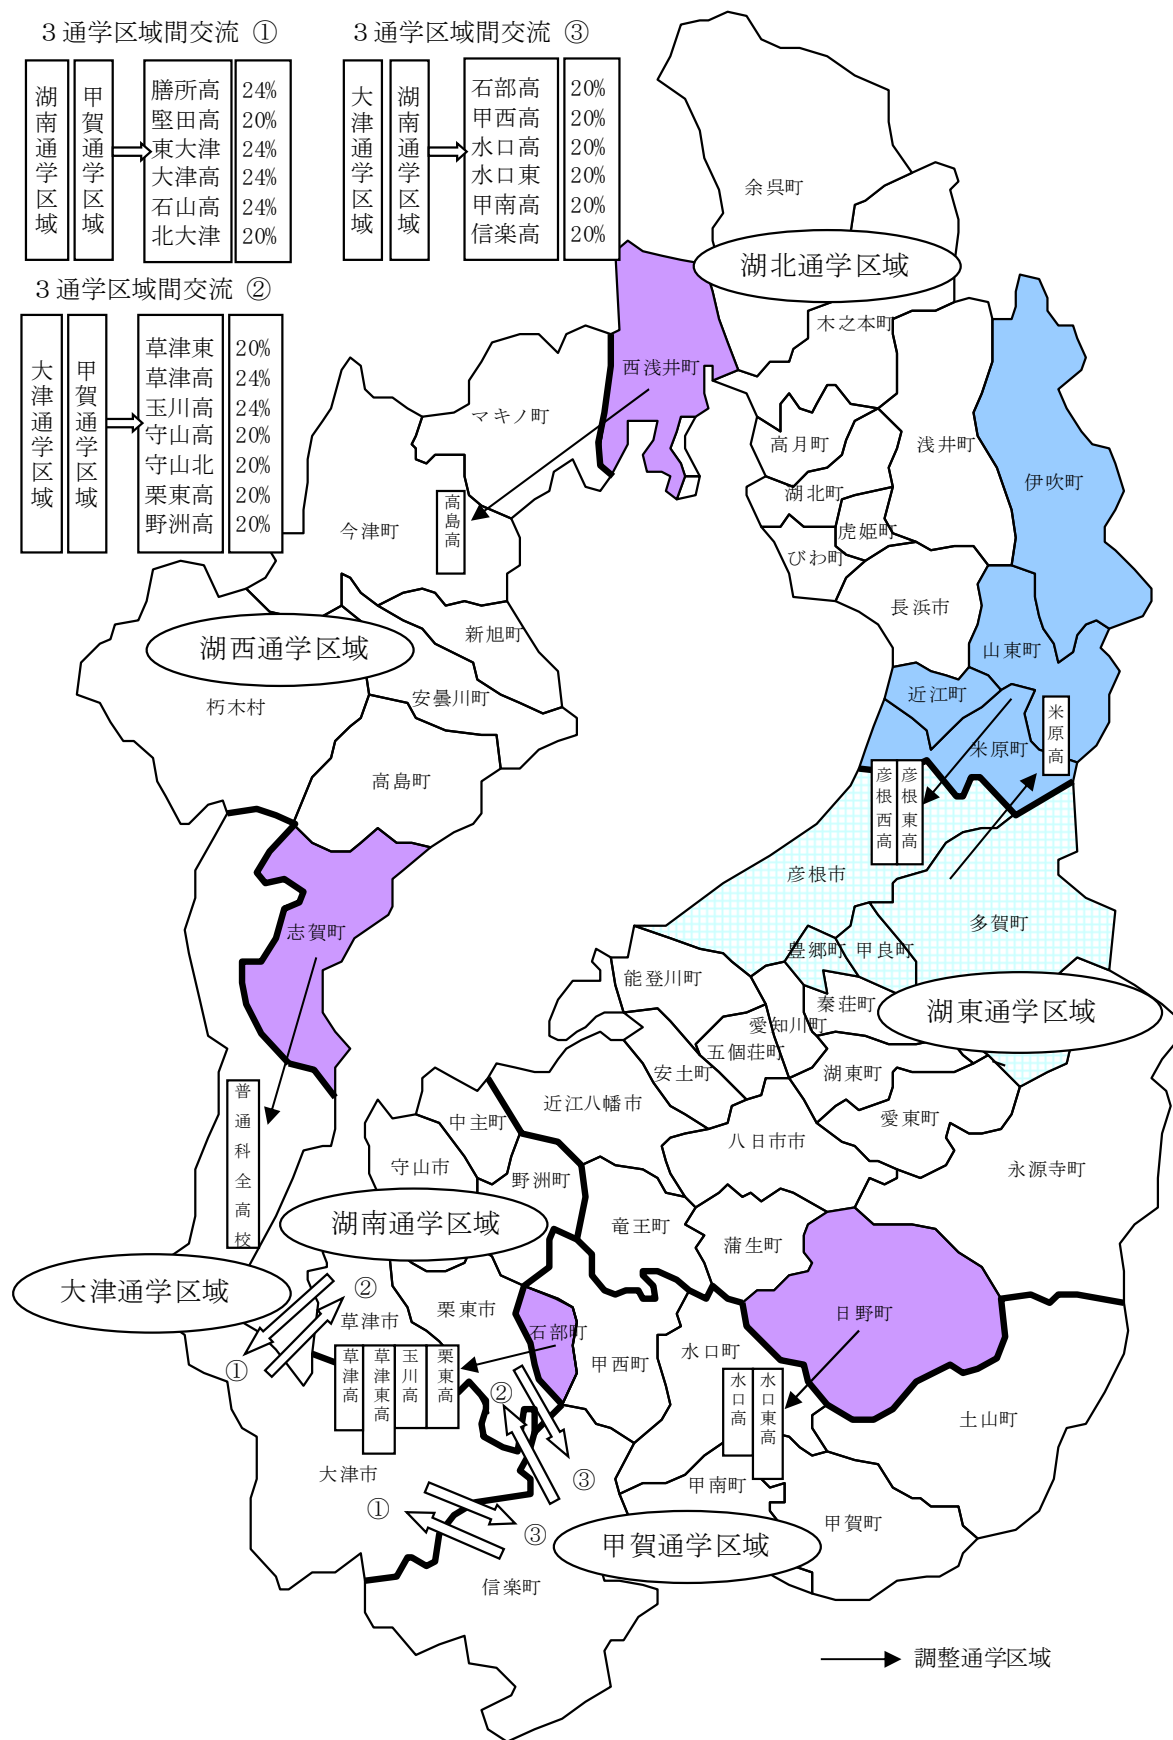 ３通学区域間交流 ①
湖南通学区域
甲賀通学区域
膳所高 24%
堅田高 20%
東大津 24%
大津高 24%
石山高 24%
北大津 20%
３通学区域間交流 ③
大津通学区域
湖南通学区域
石部高 20%
甲西高 20%
水口高 20%
水口東 20%
甲南高 20%
信楽高 20%
３通学区域間交流 ②
大津通学区域
甲賀通学区域
草津東 20%
草津高 24%
玉川高 24%
守山高 20%
守山北 20%
栗東高 20%
野洲高 20%
余呉町
湖北通学区域
木之本町
西浅井町
マキノ町
高月町
浅井町
伊吹町
湖北町
高島高
今津町
虎姫町
びわ町
長浜市
新旭町
湖西通学区域
山東町
朽木村
安曇川町
近江町
米原町
米原高
高島町
彦根西高
彦根東高
彦根市
志賀町
多賀町
豊郷町
甲良町
能登川町
秦荘町
湖東通学区域
愛知川町
五個荘町
安土町
湖東町
普通科全高校
近江八幡市
中主町
愛東町
八日市市
守山市
野洲町
永源寺町
湖南通学区域
竜王町
蒲生町
大津通学区域
②
草津市
栗東市
石部町
日野町
水口町
甲西町
①
草津高
草津東高
玉川高
栗東高
②
水口高
水口東高
土山町
大津市
③
甲南町
①
③
甲賀町
甲賀通学区域
信楽町
調整通学区域